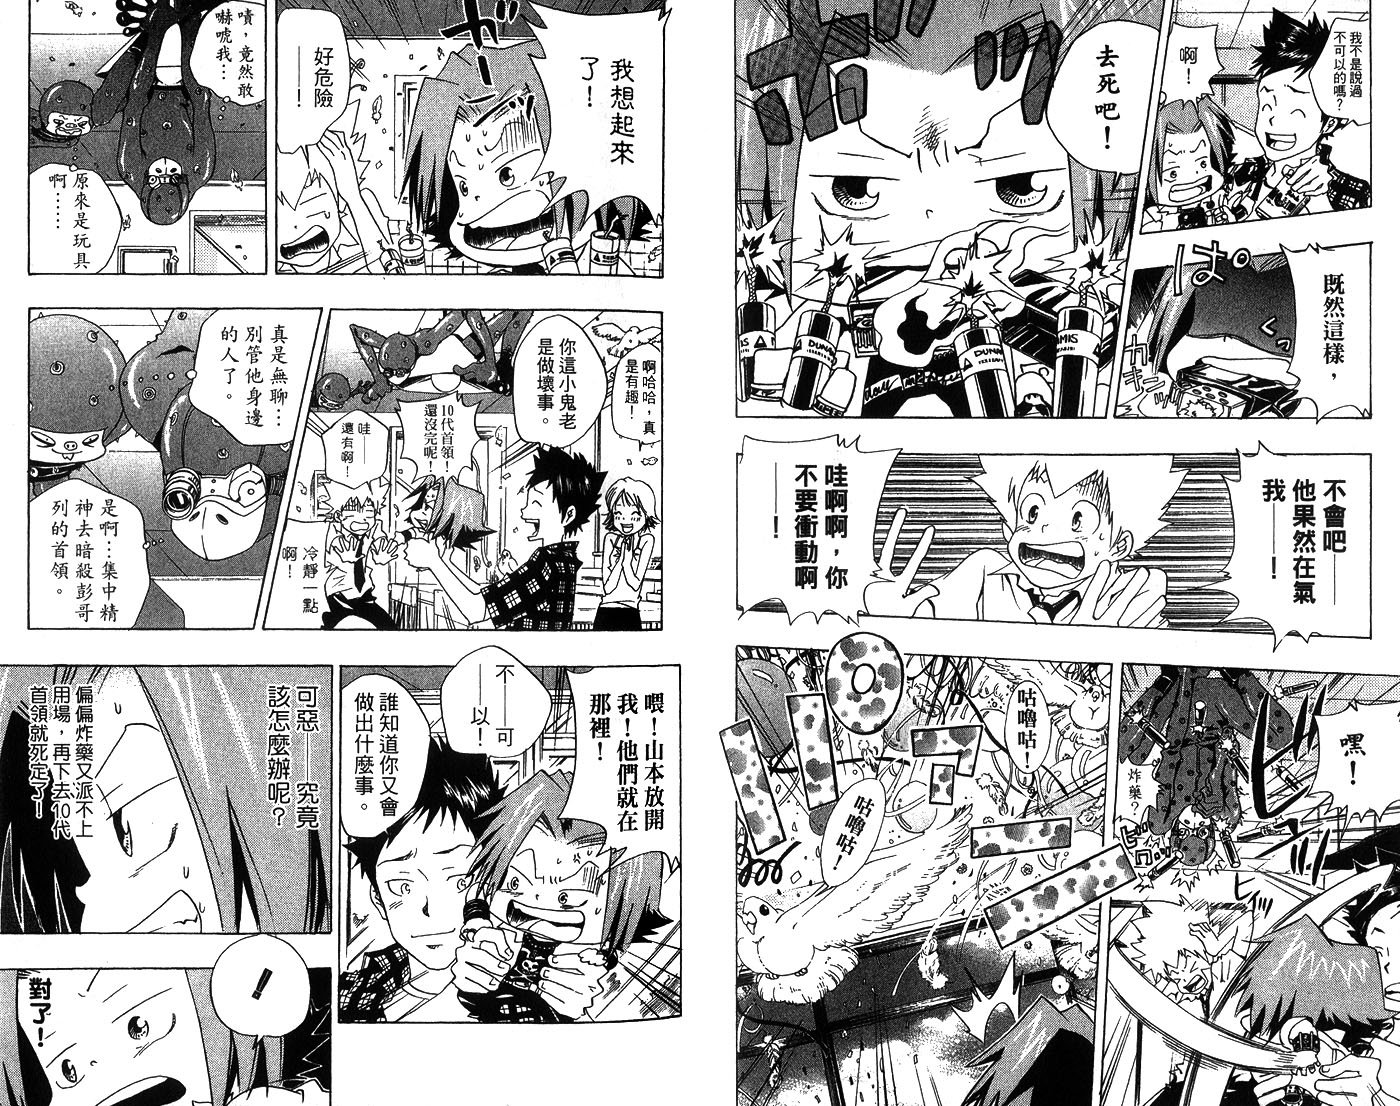 我不是說過
不可以的嗎？
啊！
去死吧！
既然這樣，
ぱ。
カキン
DUNAMIS
不會吧——
他果然在氣
我——！
哇啊啊，你
不要衝動啊
——！
嘿！
炸藥？
ビクッ
咕嚕咕！
咕嚕咕！
我想起來
了！
好危險
——！
嘖，竟然敢
嚇唬我…
原來是玩具
啊……
啊哈哈，真
是有趣！
你這小鬼老
是做壞事。
10代首領！
還沒完呢！
哇——
還有啊！
冷靜一點
啊！
真是無聊…
別管他身邊
的人了。
是啊…集中精
神去暗殺彭哥
列的首領。
喂！山本放開
我！他們就在
那裡！
不——可
——以！
誰知道你又會
做出什麼事。
可惡——究竟
該怎麼辦呢？
偏偏炸藥又派不上
用場，再下去10代
首領就死定了！
！
對了！